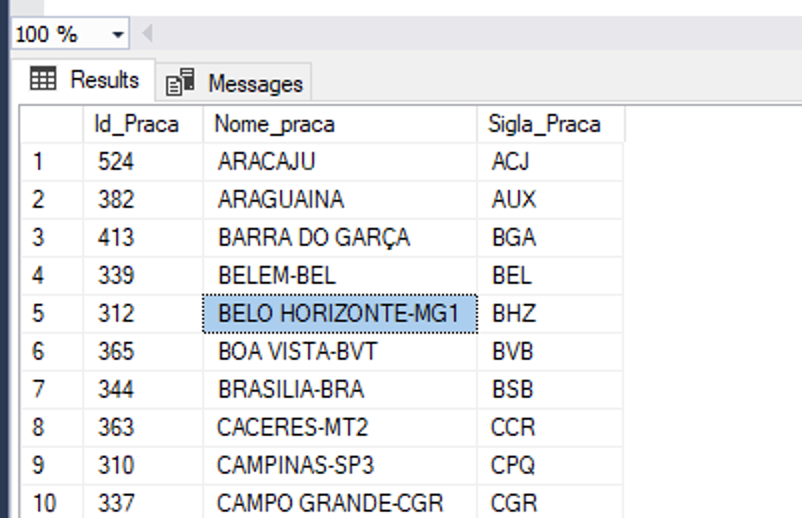 100 %
Results Messages
Id_Praca Nome_praca Sigla_Praca
1 524 ARACAJU ACJ
2 382 ARAGUAINA AUX
3 413 BARRA DO GARÇA BGA
4 339 BELEM-BEL BEL
5 312 BELO HORIZONTE-MG1 BHZ
6 365 BOA VISTA-BVT BVB
7 344 BRASILIA-BRA BSB
8 363 CACERES-MT2 CCR
9 310 CAMPINAS-SP3 CPQ
10 337 CAMPO GRANDE-CGR CGR